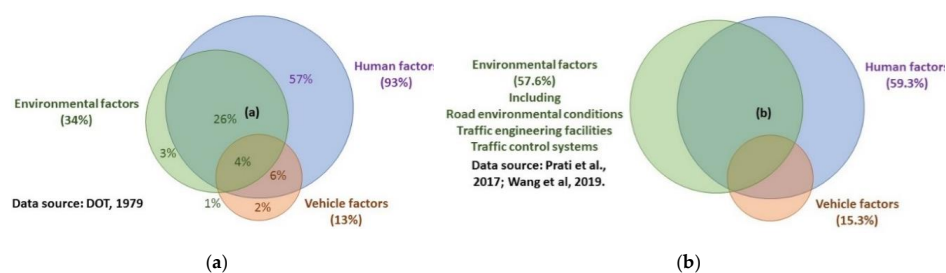 Human factors
(93%)
57%
Environmental factors
(34%)
26%
(a)
3%
4%
6%
1%
2%
Data source: DOT, 1979
Vehicle factors
(13%)
(a)
Environmental factors
(57.6%)
Including
Road environmental conditions
Traffic engineering facilities
Traffic control systems
Data source: Prati et al.,
2017; Wang et al, 2019.
Human factors
(59.3%)
(b)
Vehicle factors
(15.3%)
(b)